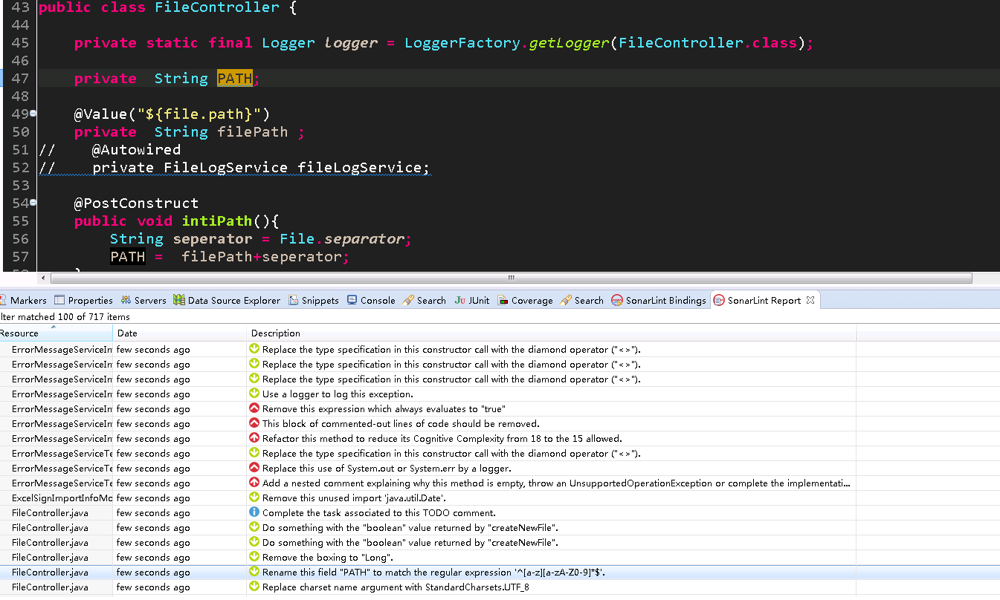 43 public class FileController {
44
45 private static final Logger logger = LoggerFactory.getLogger(FileController.class);
46
47 private  String PATH;
48
49 @Value("${file.path}")
50 private  String filePath ;
51 //    @Autowired
52 //    private FileLogService fileLogService;
53
54 @PostConstruct
55 public void intiPath(){
56 String seperator = File.separator;
57 PATH =  filePath+seperator;
Markers Properties Servers Data Source Explorer Snippets Console Search JUnit Coverage Search SonarLint Bindings SonarLint Report
lter matched 100 of 717 items
Resource Date Description
ErrorMessageServiceIm few seconds ago Replace the type specification in this constructor call with the diamond operator ("<>").
ErrorMessageServiceIm few seconds ago Replace the type specification in this constructor call with the diamond operator ("<>").
ErrorMessageServiceIm few seconds ago Replace the type specification in this constructor call with the diamond operator ("<>").
ErrorMessageServiceIm few seconds ago Use a logger to log this exception.
ErrorMessageServiceIm few seconds ago Remove this expression which always evaluates to "true"
ErrorMessageServiceIm few seconds ago This block of commented-out lines of code should be removed.
ErrorMessageServiceIm few seconds ago Refactor this method to reduce its Cognitive Complexity from 18 to the 15 allowed.
ErrorMessageServiceTe few seconds ago Replace the type specification in this constructor call with the diamond operator ("<>").
ErrorMessageServiceTe few seconds ago Replace this use of System.out or System.err by a logger.
ErrorMessageServiceTe few seconds ago Add a nested comment explaining why this method is empty, throw an UnsupportedOperationException or complete the implementati...
ExcelSignImportInfoMo few seconds ago Remove this unused import 'java.util.Date'.
FileController.java few seconds ago Complete the task associated to this TODO comment.
FileController.java few seconds ago Do something with the "boolean" value returned by "createNewFile".
FileController.java few seconds ago Do something with the "boolean" value returned by "createNewFile".
FileController.java few seconds ago Remove the boxing to "Long".
FileController.java few seconds ago Rename this field "PATH" to match the regular expression '^[a-z][a-zA-Z0-9]*$'.
FileController.java few seconds ago Replace charset name argument with StandardCharsets.UTF_8